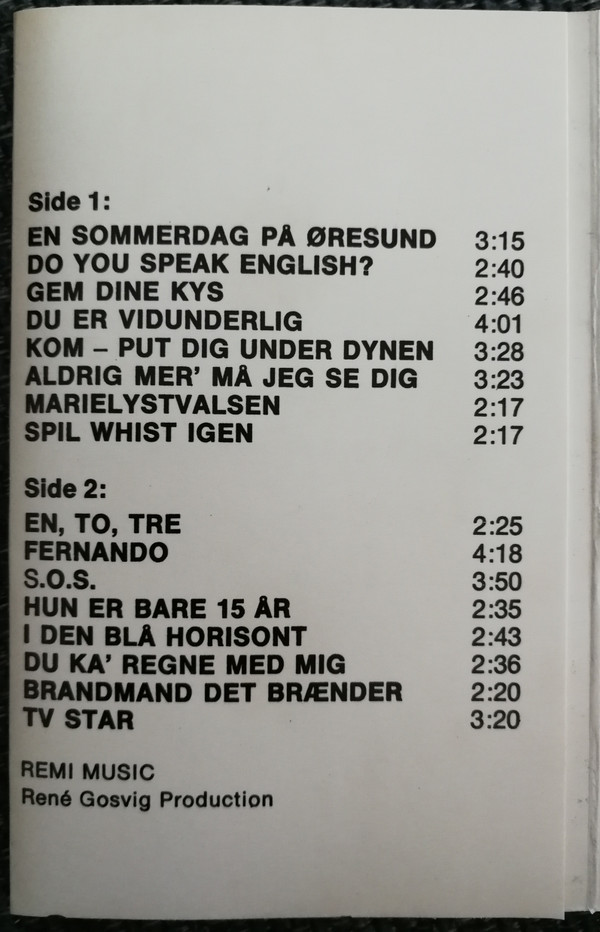 Side 1:
EN SOMMERDAG PÅ ØRESUND 3:15
DO YOU SPEAK ENGLISH? 2:40
GEM DINE KYS 2:46
DU ER VIDUNDERLIG 4:01
KOM – PUT DIG UNDER DYNEN 3:28
ALDRIG MER' MÅ JEG SE DIG 3:23
MARIELYSTVALSEN 2:17
SPIL WHIST IGEN 2:17
Side 2:
EN, TO, TRE 2:25
FERNANDO 4:18
S.O.S. 3:50
HUN ER BARE 15 ÅR 2:35
I DEN BLÅ HORISONT 2:43
DU KA' REGNE MED MIG 2:36
BRANDMAND DET BRÆNDER 2:20
TV STAR 3:20
REMI MUSIC
René Gosvig Production